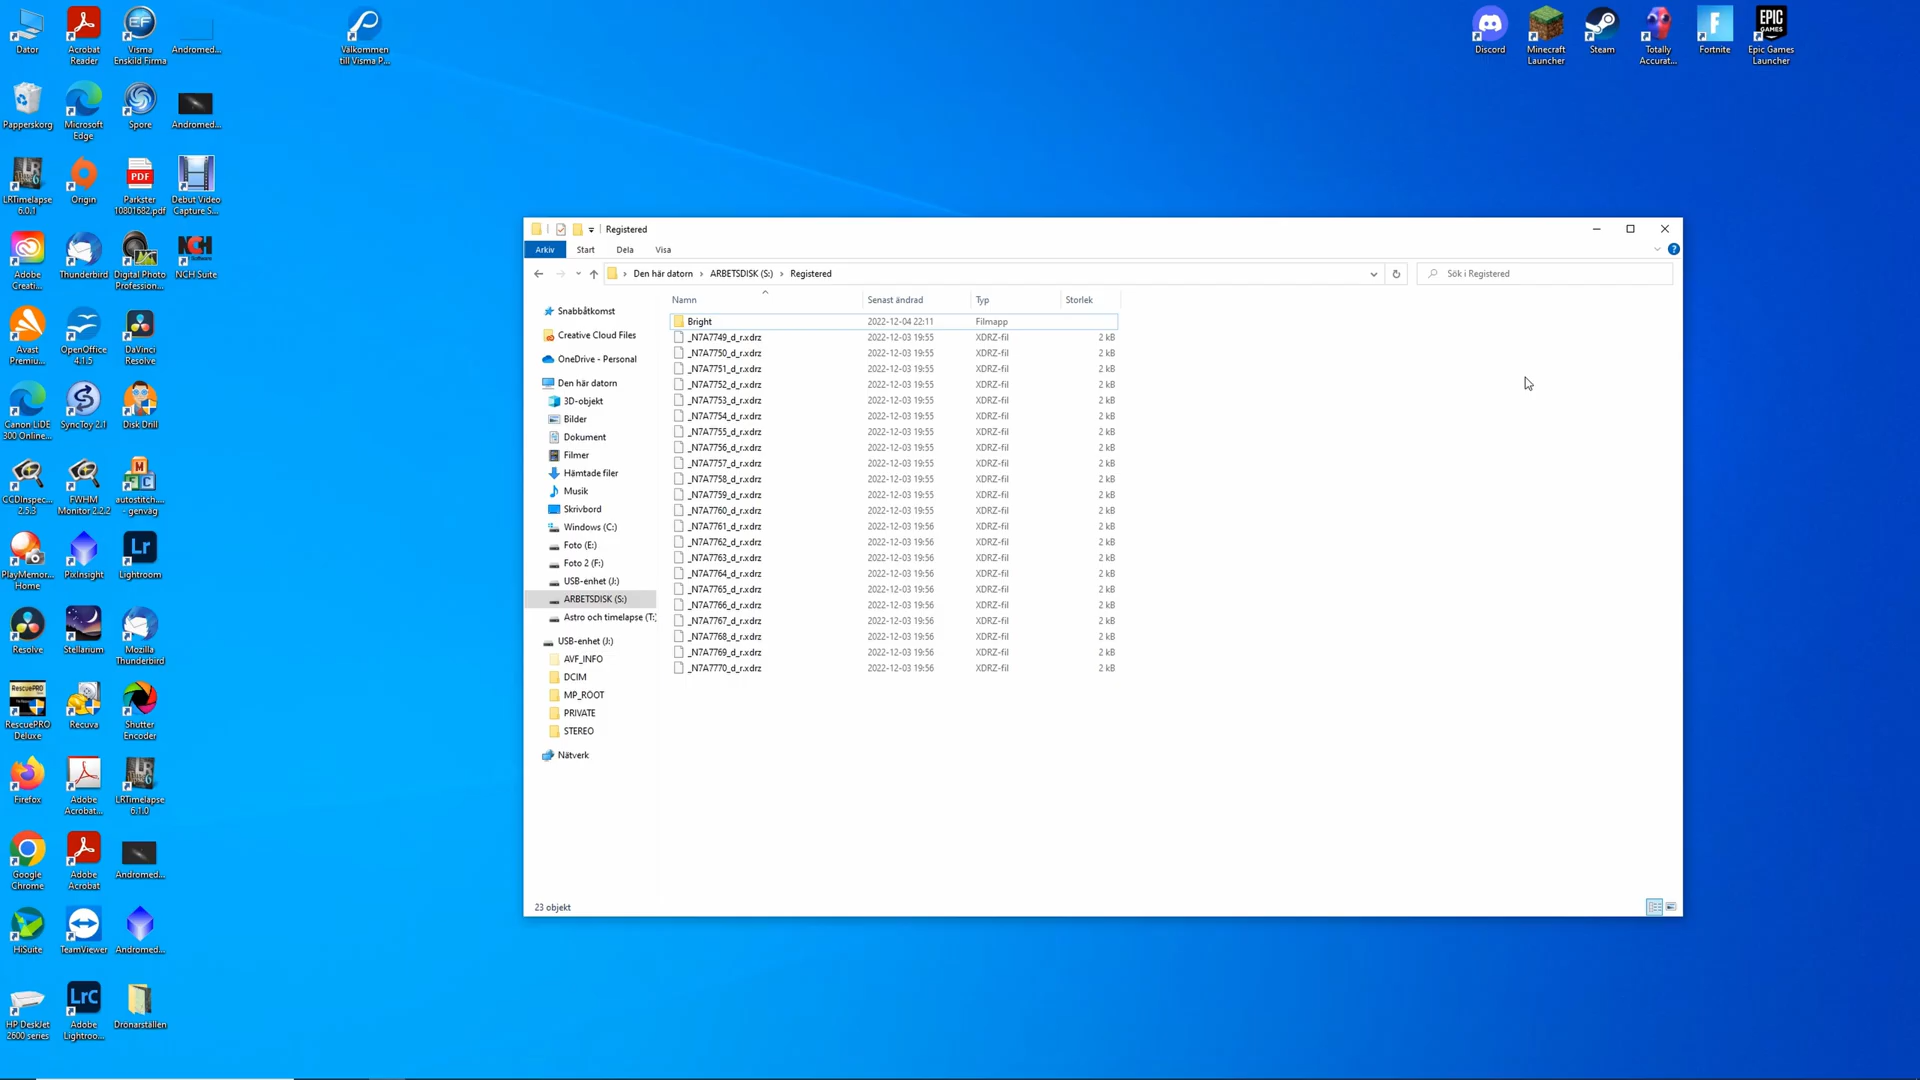 Dator
Acrobat
Reader
Visma
Enskild Firma
Andromed...
Välkommen
till Visma P...
Discord
Minecraft
Launcher
Steam
Totally
Accurat...
Fortnite
EPIC
GAMES
Epic Games
Launcher
Papperskorg
Microsoft
Edge
Spore
Andromed...
LRTimelapse
6.0.1
Origin
PDF
Parkster
10801682.pdf
Debut Video
Capture S...
Adobe
Creati...
Thunderbird
Digital Photo
Profession...
NCH
NCH Suite
Avast
Premiu...
OpenOffice
4.1.5
DaVinci
Resolve
Canon LiDE
300 Online...
SyncToy 2.1
Disk Drill
CCDInspec...
2.5.3
FWHM
Monitor 2.2.2
autostitch....
- genväg
PlayMemor...
Home
PixInsight
Lr
Lightroom
Resolve
Stellarium
Mozilla
Thunderbird
RescuePRO
RescuePRO
Deluxe
Recuva
Shutter
Encoder
Firefox
Adobe
Acrobat...
LRTimelapse
6.1.0
Google
Chrome
Adobe
Acrobat
Andromed...
HiSuite
TeamViewer
Andromed...
HP DeskJet
2600 series
LrC
Adobe
Lightroo...
Dronarställen
Registered
Arkiv Start Dela Visa
Den här datorn › ARBETSDISK (S:) › Registered
Sök i Registered
Namn Senast ändrad Typ Storlek
Snabbåtkomst
Creative Cloud Files
OneDrive - Personal
Den här datorn
3D-objekt
Bilder
Dokument
Filmer
Hämtade filer
Musik
Skrivbord
Windows (C:)
Foto (E:)
Foto 2 (F:)
USB-enhet (J:)
ARBETSDISK (S:)
Astro och timelapse (T:)
USB-enhet (J:)
AVF_INFO
DCIM
MP_ROOT
PRIVATE
STEREO
Nätverk
Bright 2022-12-04 22:11 Filmapp
_N7A7749_d_r.xdrz 2022-12-03 19:55 XDRZ-fil 2 kB
_N7A7750_d_r.xdrz 2022-12-03 19:55 XDRZ-fil 2 kB
_N7A7751_d_r.xdrz 2022-12-03 19:55 XDRZ-fil 2 kB
_N7A7752_d_r.xdrz 2022-12-03 19:55 XDRZ-fil 2 kB
_N7A7753_d_r.xdrz 2022-12-03 19:55 XDRZ-fil 2 kB
_N7A7754_d_r.xdrz 2022-12-03 19:55 XDRZ-fil 2 kB
_N7A7755_d_r.xdrz 2022-12-03 19:55 XDRZ-fil 2 kB
_N7A7756_d_r.xdrz 2022-12-03 19:55 XDRZ-fil 2 kB
_N7A7757_d_r.xdrz 2022-12-03 19:55 XDRZ-fil 2 kB
_N7A7758_d_r.xdrz 2022-12-03 19:55 XDRZ-fil 2 kB
_N7A7759_d_r.xdrz 2022-12-03 19:55 XDRZ-fil 2 kB
_N7A7760_d_r.xdrz 2022-12-03 19:55 XDRZ-fil 2 kB
_N7A7761_d_r.xdrz 2022-12-03 19:56 XDRZ-fil 2 kB
_N7A7762_d_r.xdrz 2022-12-03 19:56 XDRZ-fil 2 kB
_N7A7763_d_r.xdrz 2022-12-03 19:56 XDRZ-fil 2 kB
_N7A7764_d_r.xdrz 2022-12-03 19:56 XDRZ-fil 2 kB
_N7A7765_d_r.xdrz 2022-12-03 19:56 XDRZ-fil 2 kB
_N7A7766_d_r.xdrz 2022-12-03 19:56 XDRZ-fil 2 kB
_N7A7767_d_r.xdrz 2022-12-03 19:56 XDRZ-fil 2 kB
_N7A7768_d_r.xdrz 2022-12-03 19:56 XDRZ-fil 2 kB
_N7A7769_d_r.xdrz 2022-12-03 19:56 XDRZ-fil 2 kB
_N7A7770_d_r.xdrz 2022-12-03 19:56 XDRZ-fil 2 kB
23 objekt